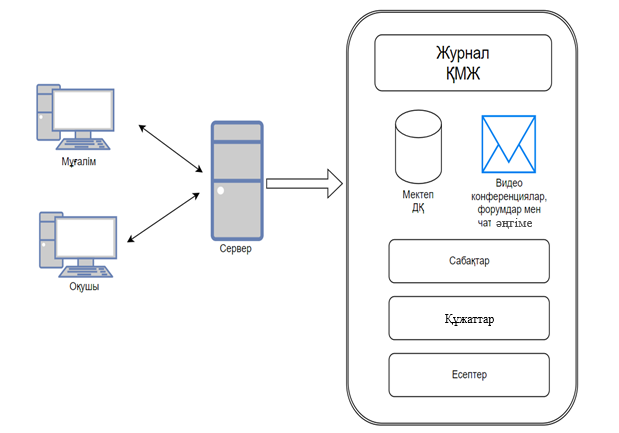 Мұғалім
Оқушы
Сервер
Журнал
ҚМЖ
Мектеп
ДҚ
Видео
конференциялар,
форумдар мен
чат әңгіме
Сабақтар
Құжаттар
Есептер